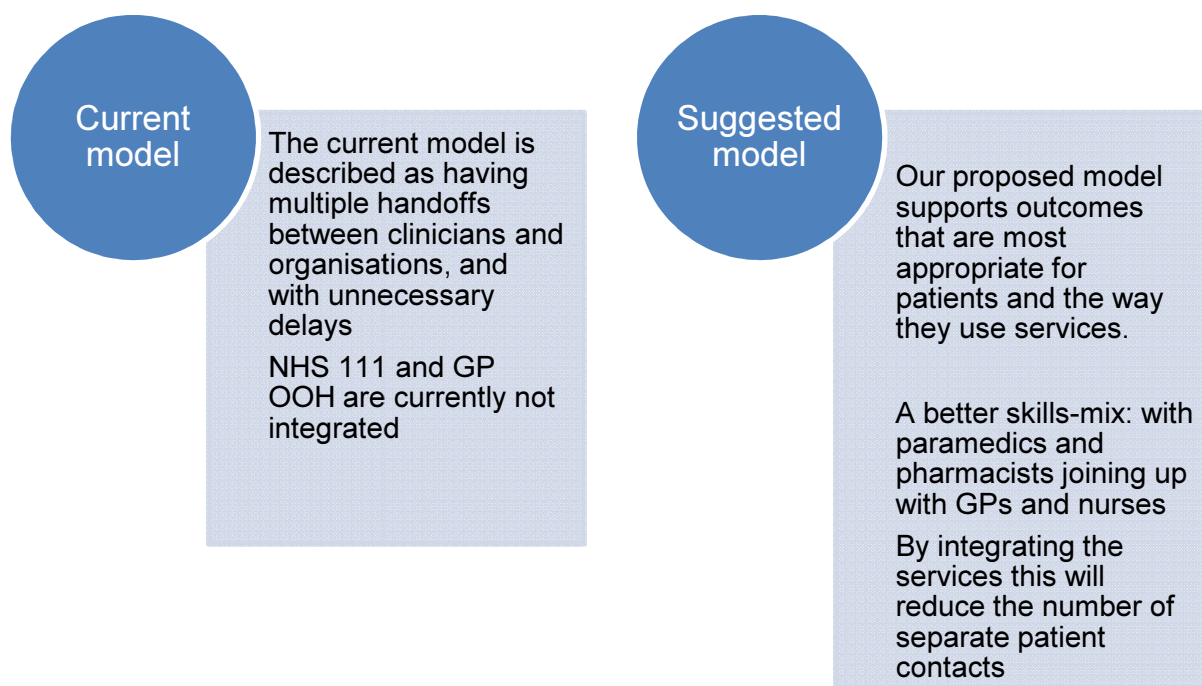 Current
model
The current model is
described as having
multiple handoffs
between clinicians and
organisations, and
with unnecessary
delays
NHS 111 and GP
OOH are currently not
integrated
Suggested
model
Our proposed model
supports outcomes
that are most
appropriate for
patients and the way
they use services.
A better skills-mix: with
paramedics and
pharmacists joining up
with GPs and nurses
By integrating the
services this will
reduce the number of
separate patient
contacts